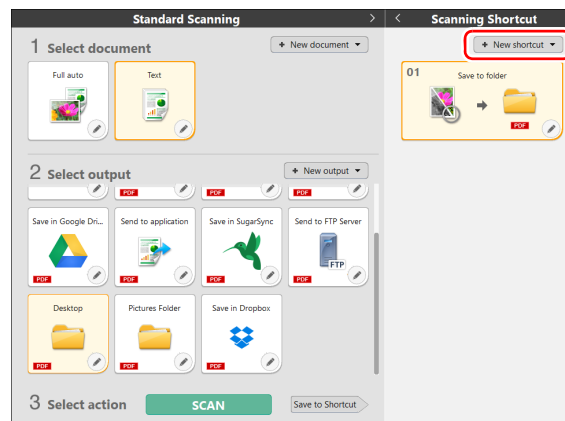 Standard Scanning >
< Scanning Shortcut
1 Select document
+ New document
+ New shortcut
Full auto
Text
01
Save to folder
PDF
2 Select output
+ New output
PDF PDF PDF
Save in Google Dri...
Send to application
Save in SugarSync
Send to FTP Server
FTP
PDF PDF PDF PDF
Desktop
Pictures Folder
Save in Dropbox
PDF PDF PDF
3 Select action
SCAN
Save to Shortcut